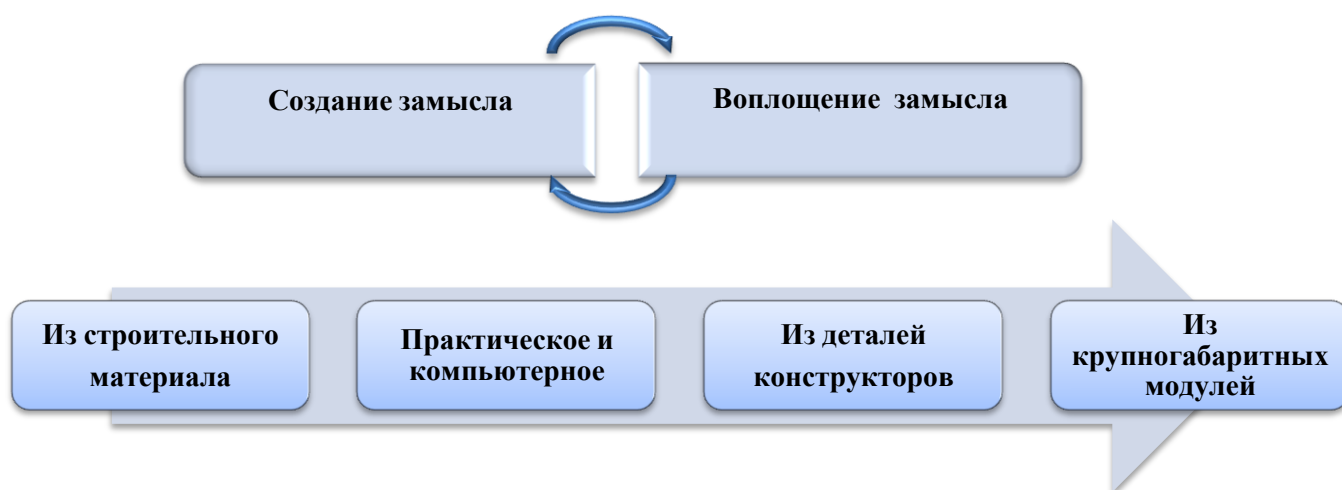 Создание замысла
Воплощение замысла
Из строительного
материала
Практическое и
компьютерное
Из деталей
конструкторов
Из
крупногабаритных
модулей